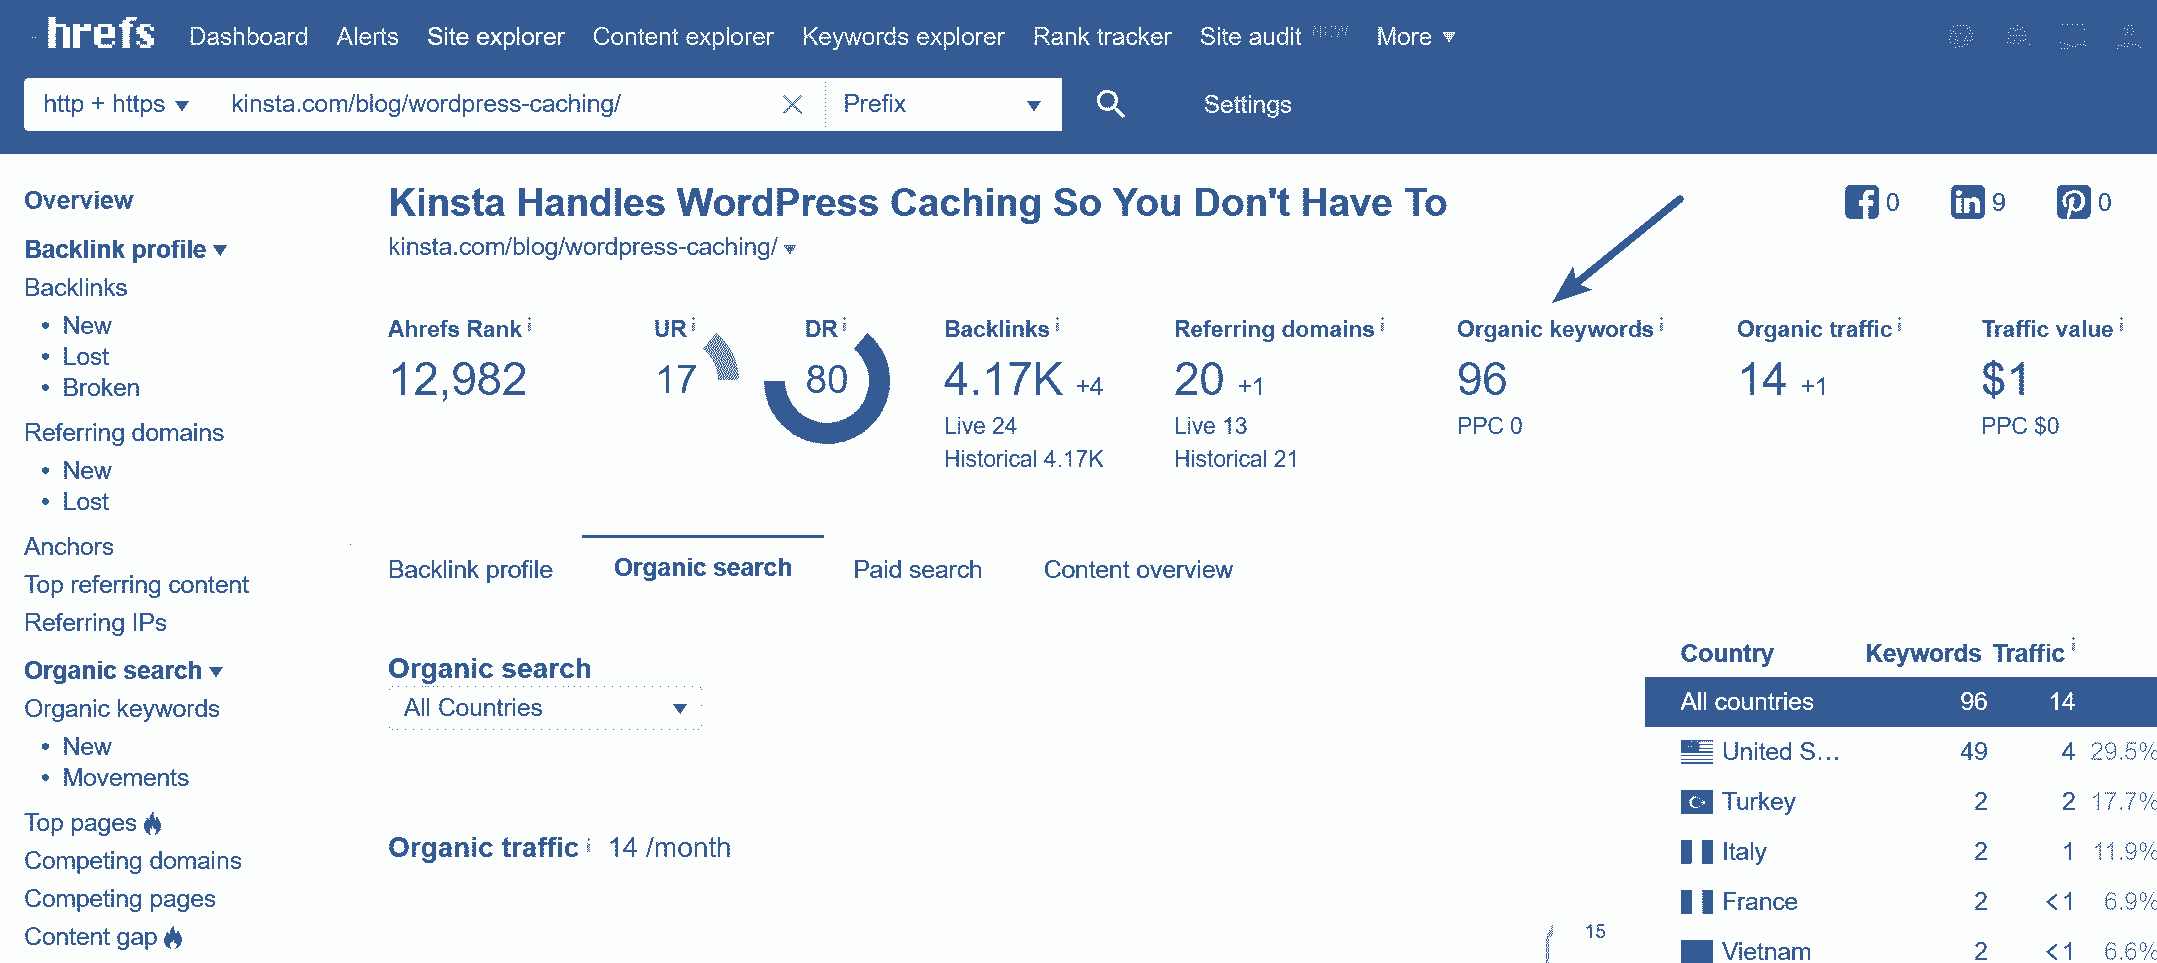 hrefs Dashboard Alerts Site explorer Content explorer Keywords explorer Rank tracker Site audit NEW More
http + https kinsta.com/blog/wordpress-caching/ Prefix Settings
Overview
Backlink profile
Backlinks
• New
• Lost
• Broken
Referring domains
• New
• Lost
Anchors
Top referring content
Referring IPs
Organic search
Organic keywords
• New
• Movements
Top pages
Competing domains
Competing pages
Content gap
Kinsta Handles WordPress Caching So You Don't Have To
kinsta.com/blog/wordpress-caching/
0 9 0
Ahrefs Rank i UR i DR i Backlinks i Referring domains i Organic keywords i Organic traffic i Traffic value i
12,982 17 80 4.17K +4 20 +1 96 14 +1 $1
Live 24 Live 13 PPC 0 PPC $0
Historical 4.17K Historical 21
Backlink profile Organic search Paid search Content overview
Organic search
All Countries
Organic traffic i 14 /month
15
Country Keywords Traffic i
All countries 96 14
United S... 49 4 29.5%
Turkey 2 2 17.7%
Italy 2 1 11.9%
France 2 <1 6.9%
Vietnam 2 <1 6.6%